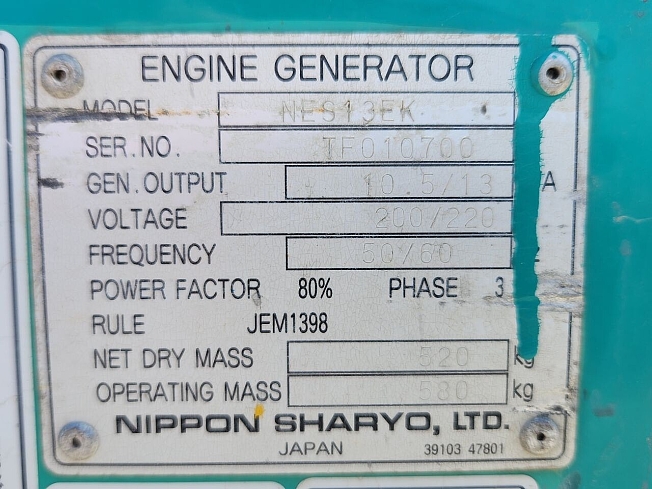 ENGINE GENERATOR
MODEL NES13EK
SER.NO. TF010700
GEN.OUTPUT 10.5/13 A
VOLTAGE 200/220
FREQUENCY 50/60
POWER FACTOR 80% PHASE 3
RULE JEM1398
NET DRY MASS 520 kg
OPERATING MASS 580 kg
NIPPON SHARYO, LTD.
JAPAN 39103 47801